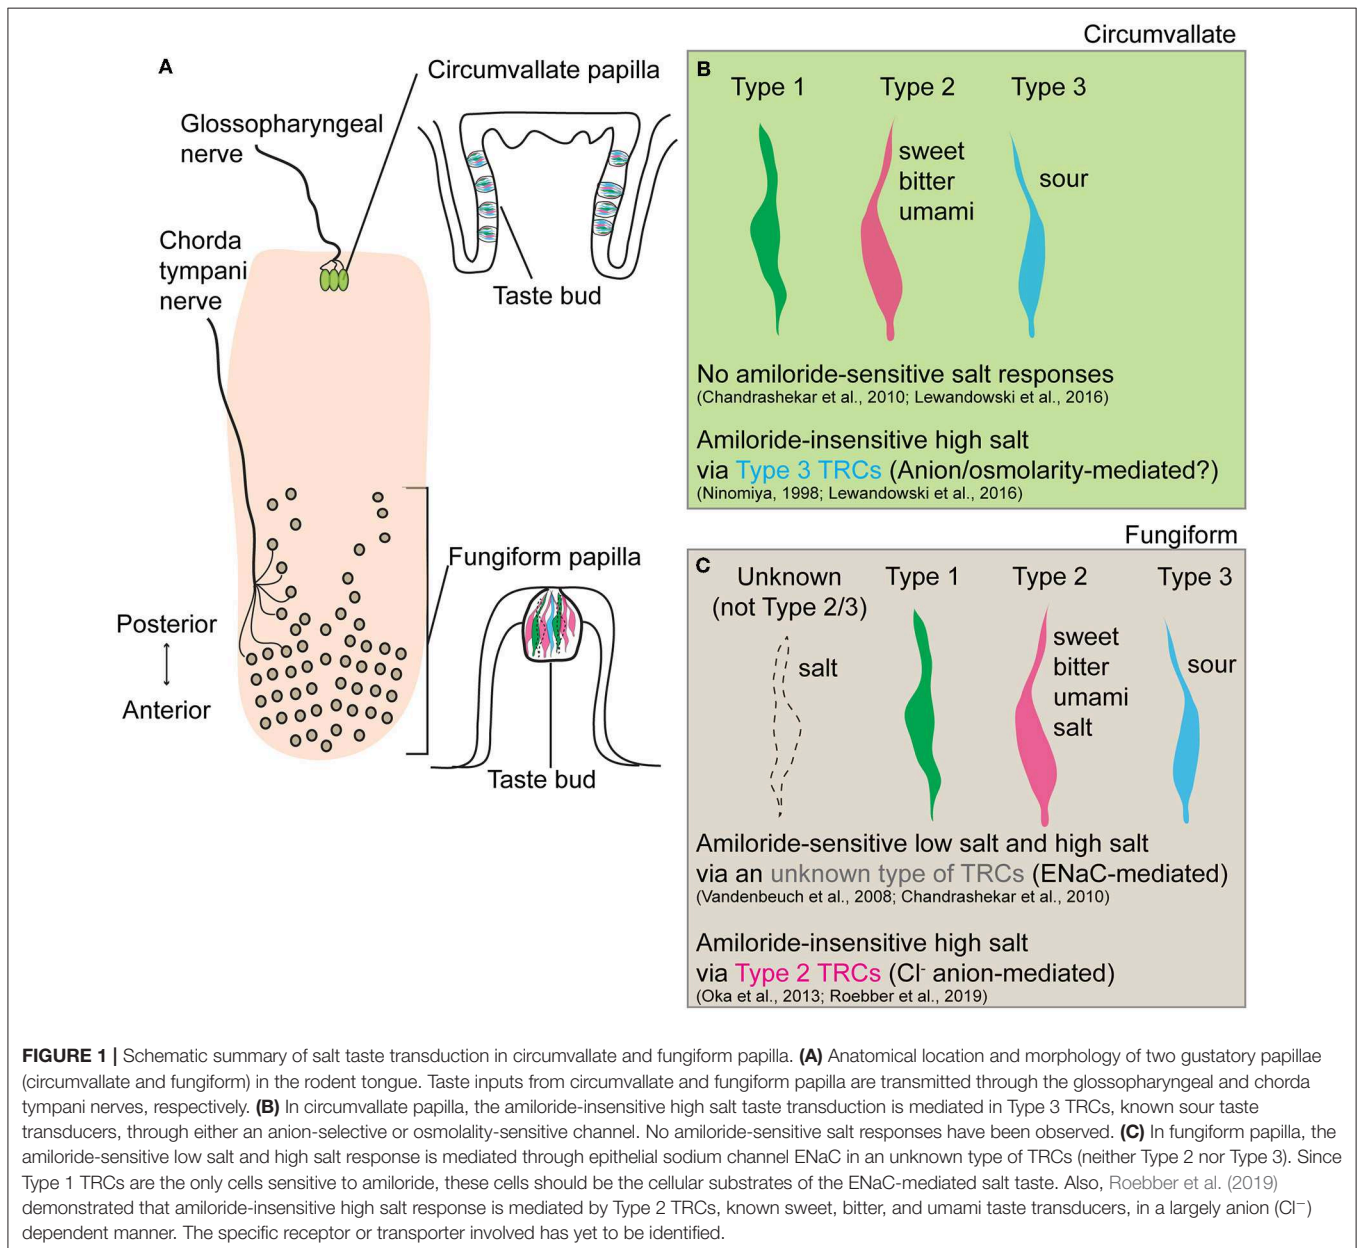 A
Circumvallate papilla
Glossopharyngeal
nerve
Chorda
tympani
nerve
Taste bud
Fungiform papilla
Posterior
Anterior
Taste bud
Circumvallate
B
Type 1
Type 2
Type 3
sweet
bitter
umami
sour
No amiloride-sensitive salt responses
(Chandrashekar et al., 2010; Lewandowski et al., 2016)
Amiloride-insensitive high salt
via Type 3 TRCs (Anion/osmolarity-mediated?)
(Ninomiya, 1998; Lewandowski et al., 2016)
Fungiform
C
Unknown
(not Type 2/3)
Type 1
Type 2
Type 3
salt
sweet
bitter
umami
salt
sour
Amiloride-sensitive low salt and high salt
via an unknown type of TRCs (ENaC-mediated)
(Vandenbeuch et al., 2008; Chandrashekar et al., 2010)
Amiloride-insensitive high salt
via Type 2 TRCs (Cl⁻ anion-mediated)
(Oka et al., 2013; Roebber et al., 2019)
FIGURE 1 | Schematic summary of salt taste transduction in circumvallate and fungiform papilla. (A) Anatomical location and morphology of two gustatory papillae
(circumvallate and fungiform) in the rodent tongue. Taste inputs from circumvallate and fungiform papilla are transmitted through the glossopharyngeal and chorda
tympani nerves, respectively. (B) In circumvallate papilla, the amiloride-insensitive high salt taste transduction is mediated in Type 3 TRCs, known sour taste
transducers, through either an anion-selective or osmolality-sensitive channel. No amiloride-sensitive salt responses have been observed. (C) In fungiform papilla, the
amiloride-sensitive low salt and high salt response is mediated through epithelial sodium channel ENaC in an unknown type of TRCs (neither Type 2 nor Type 3). Since
Type 1 TRCs are the only cells sensitive to amiloride, these cells should be the cellular substrates of the ENaC-mediated salt taste. Also, Roebber et al. (2019)
demonstrated that amiloride-insensitive high salt response is mediated by Type 2 TRCs, known sweet, bitter, and umami taste transducers, in a largely anion (Cl⁻)
dependent manner. The specific receptor or transporter involved has yet to be identified.